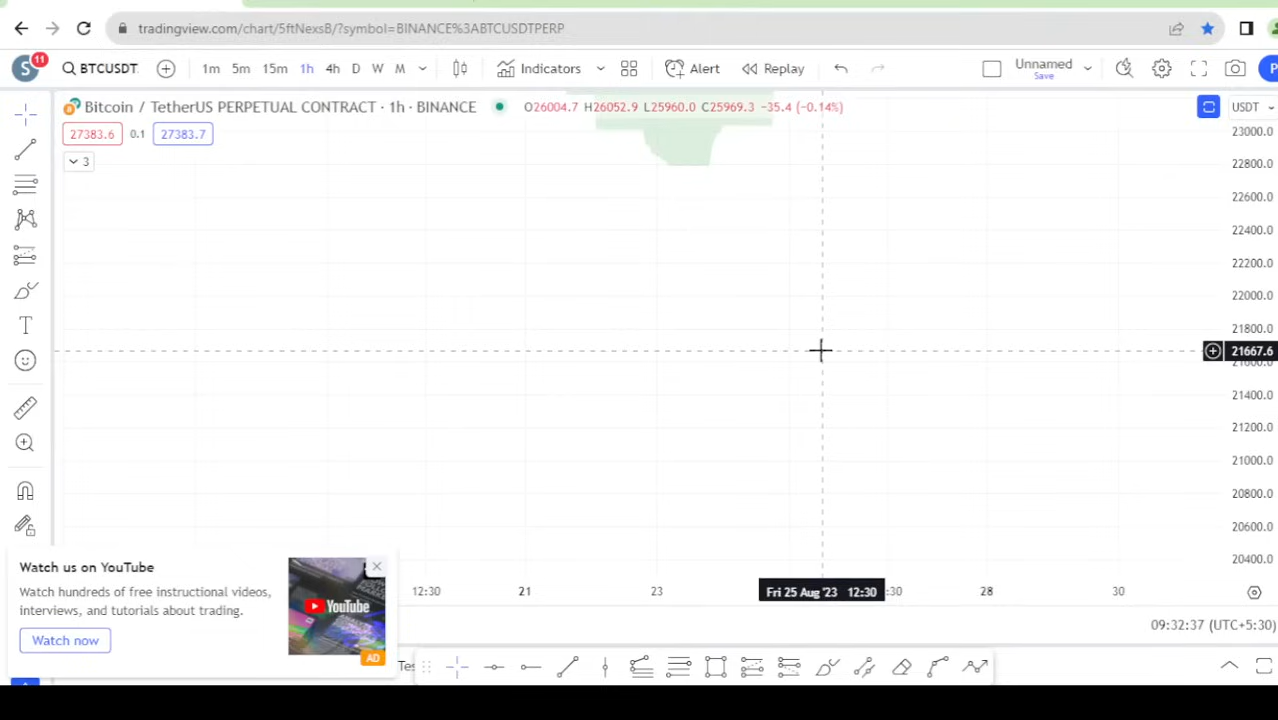 tradingview.com/chart/5ftNexsB/?symbol=BINANCE%3ABTCUSDTPERP
S 11 BTCUSDT. 1m 5m 15m 1h 4h D W M Indicators Alert Replay Unnamed
Save
Bitcoin / TetherUS PERPETUAL CONTRACT · 1h · BINANCE O26004.7 H26052.9 L25960.0 C25969.3 −35.4 (−0.14%) USDT
27383.6 0.1 27383.7
3
23000.0
22800.0
22600.0
22400.0
22200.0
22000.0
21800.0
21667.6
21600.0
21400.0
21200.0
21000.0
20800.0
20600.0
20400.0
Watch us on YouTube
Watch hundreds of free instructional videos,
interviews, and tutorials about trading.
Watch now
YouTube
AD
12:30 21 23 Fri 25 Aug '23 12:30 :30 28 30
09:32:37 (UTC+5:30)
Tes